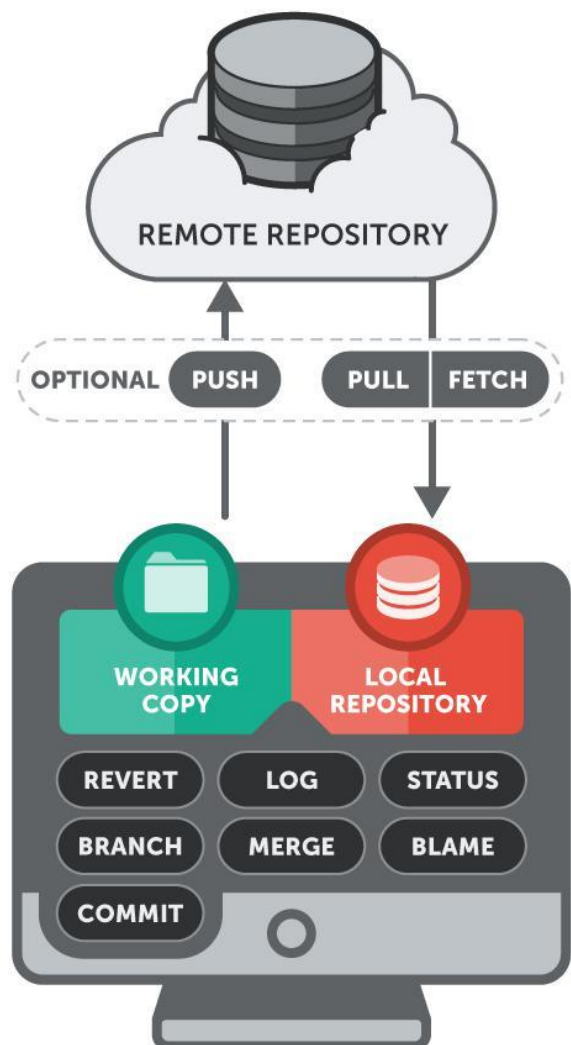 REMOTE REPOSITORY
OPTIONAL PUSH PULL FETCH
WORKING COPY
LOCAL REPOSITORY
REVERT LOG STATUS
BRANCH MERGE BLAME
COMMIT